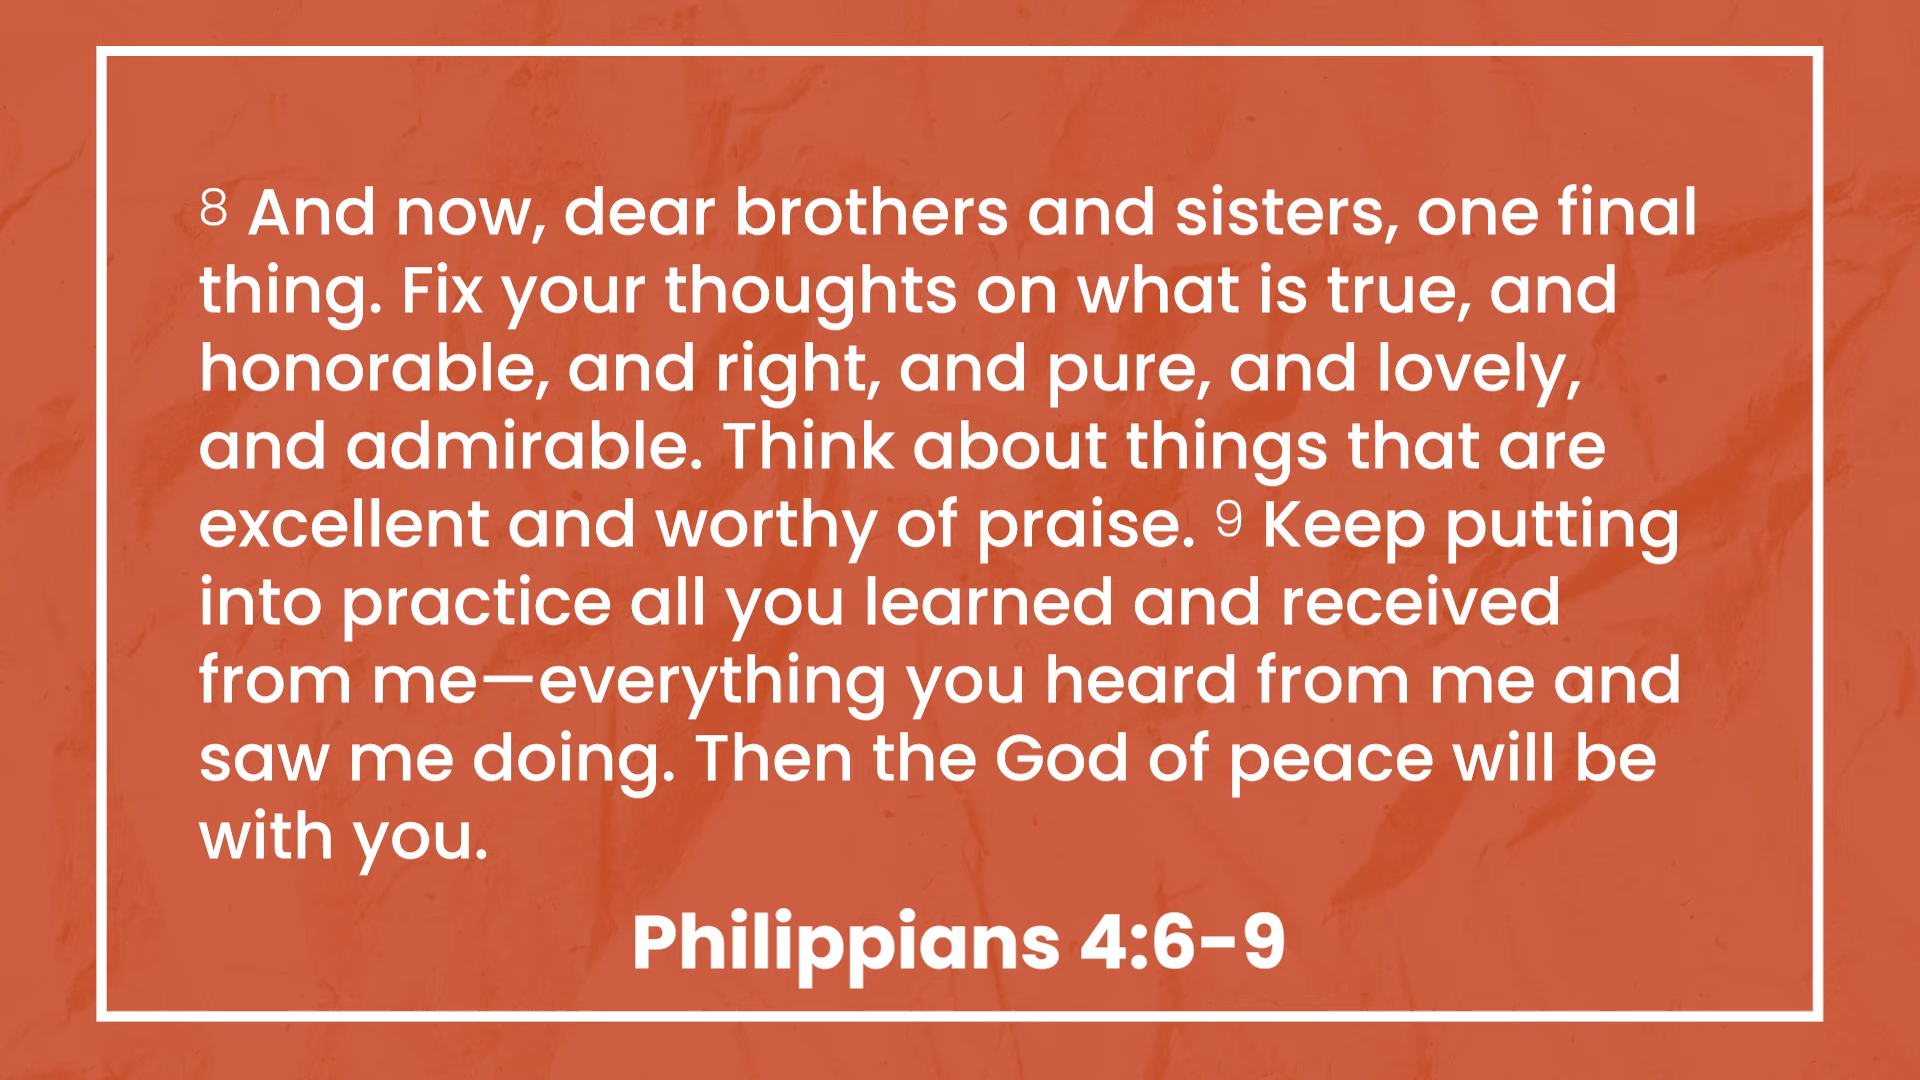 8 And now, dear brothers and sisters, one final
thing. Fix your thoughts on what is true, and
honorable, and right, and pure, and lovely,
and admirable. Think about things that are
excellent and worthy of praise. 9 Keep putting
into practice all you learned and received
from me—everything you heard from me and
saw me doing. Then the God of peace will be
with you.
Philippians 4:6-9